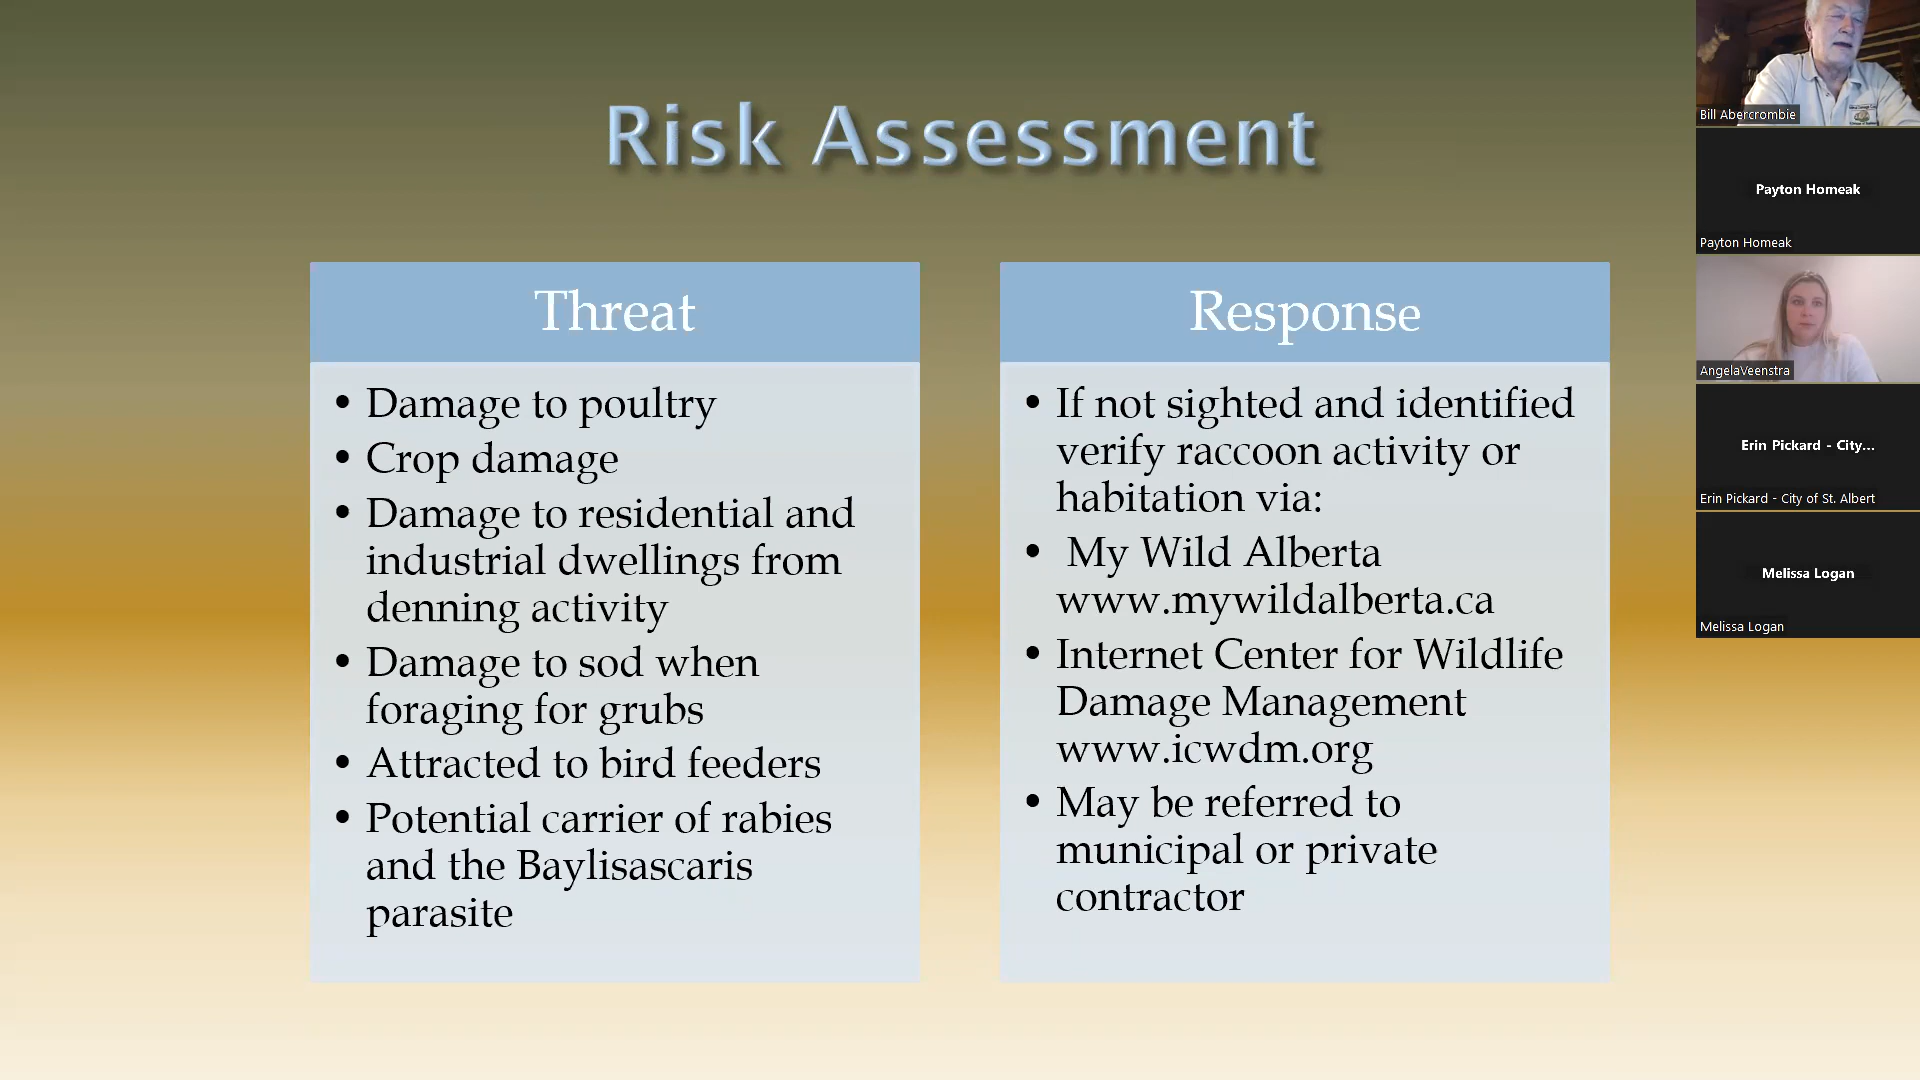 Risk Assessment
Threat
• Damage to poultry
• Crop damage
• Damage to residential and
industrial dwellings from
denning activity
• Damage to sod when
foraging for grubs
• Attracted to bird feeders
• Potential carrier of rabies
and the Baylisascaris
parasite
Response
• If not sighted and identified
verify raccoon activity or
habitation via:
• My Wild Alberta
www.mywildalberta.ca
• Internet Center for Wildlife
Damage Management
www.icwdm.org
• May be referred to
municipal or private
contractor
Bill Abercrombie
Payton Homeak
Payton Homeak
AngelaVeenstra
Erin Pickard - City...
Erin Pickard - City of St. Albert
Melissa Logan
Melissa Logan